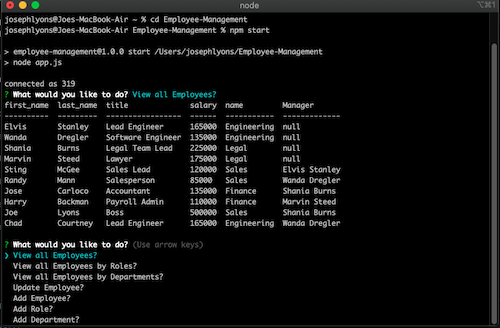 node
⌥⌘1
josephlyons@Joes-MacBook-Air ~ % cd Employee-Management
josephlyons@Joes-MacBook-Air Employee-Management % npm start
> employee-management@1.0.0 start /Users/josephlyons/Employee-Management
> node app.js
connected as 319
? What would you like to do? View all Employees?
first_name  last_name  title              salary  name         Manager
----------  ---------  -----------------  ------  -----------  -------------
Elvis       Stanley    Lead Engineer      165000  Engineering  null
Wanda       Dregler    Software Engineer  135000  Engineering  null
Shania      Burns      Legal Team Lead    225000  Legal        null
Marvin      Steed      Lawyer             175000  Legal        null
Sting       McGee      Sales Lead         120000  Sales        Elvis Stanley
Randy       Mann       Salesperson        85000   Sales        Wanda Dregler
Jose        Carloco    Accountant         135000  Finance      Shania Burns
Harry       Backman    Payroll Admin      110000  Finance      Marvin Steed
Joe         Lyons      Boss               500000  Sales        Shania Burns
Chad        Courtney   Lead Engineer      165000  Engineering  Wanda Dregler
? What would you like to do? (Use arrow keys)
❯ View all Employees?
  View all Employees by Roles?
  View all Employees by Departments?
  Update Employee?
  Add Employee?
  Add Role?
  Add Department?